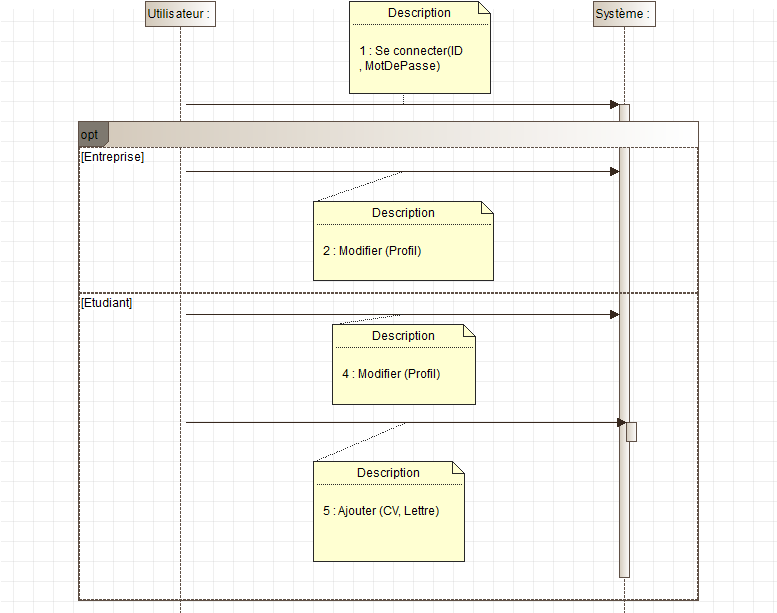 Utilisateur :
Description
Système :
1 : Se connecter(ID
, MotDePasse)
opt
[Entreprise]
Description
2 : Modifier (Profil)
[Etudiant]
Description
4 : Modifier (Profil)
Description
5 : Ajouter (CV, Lettre)